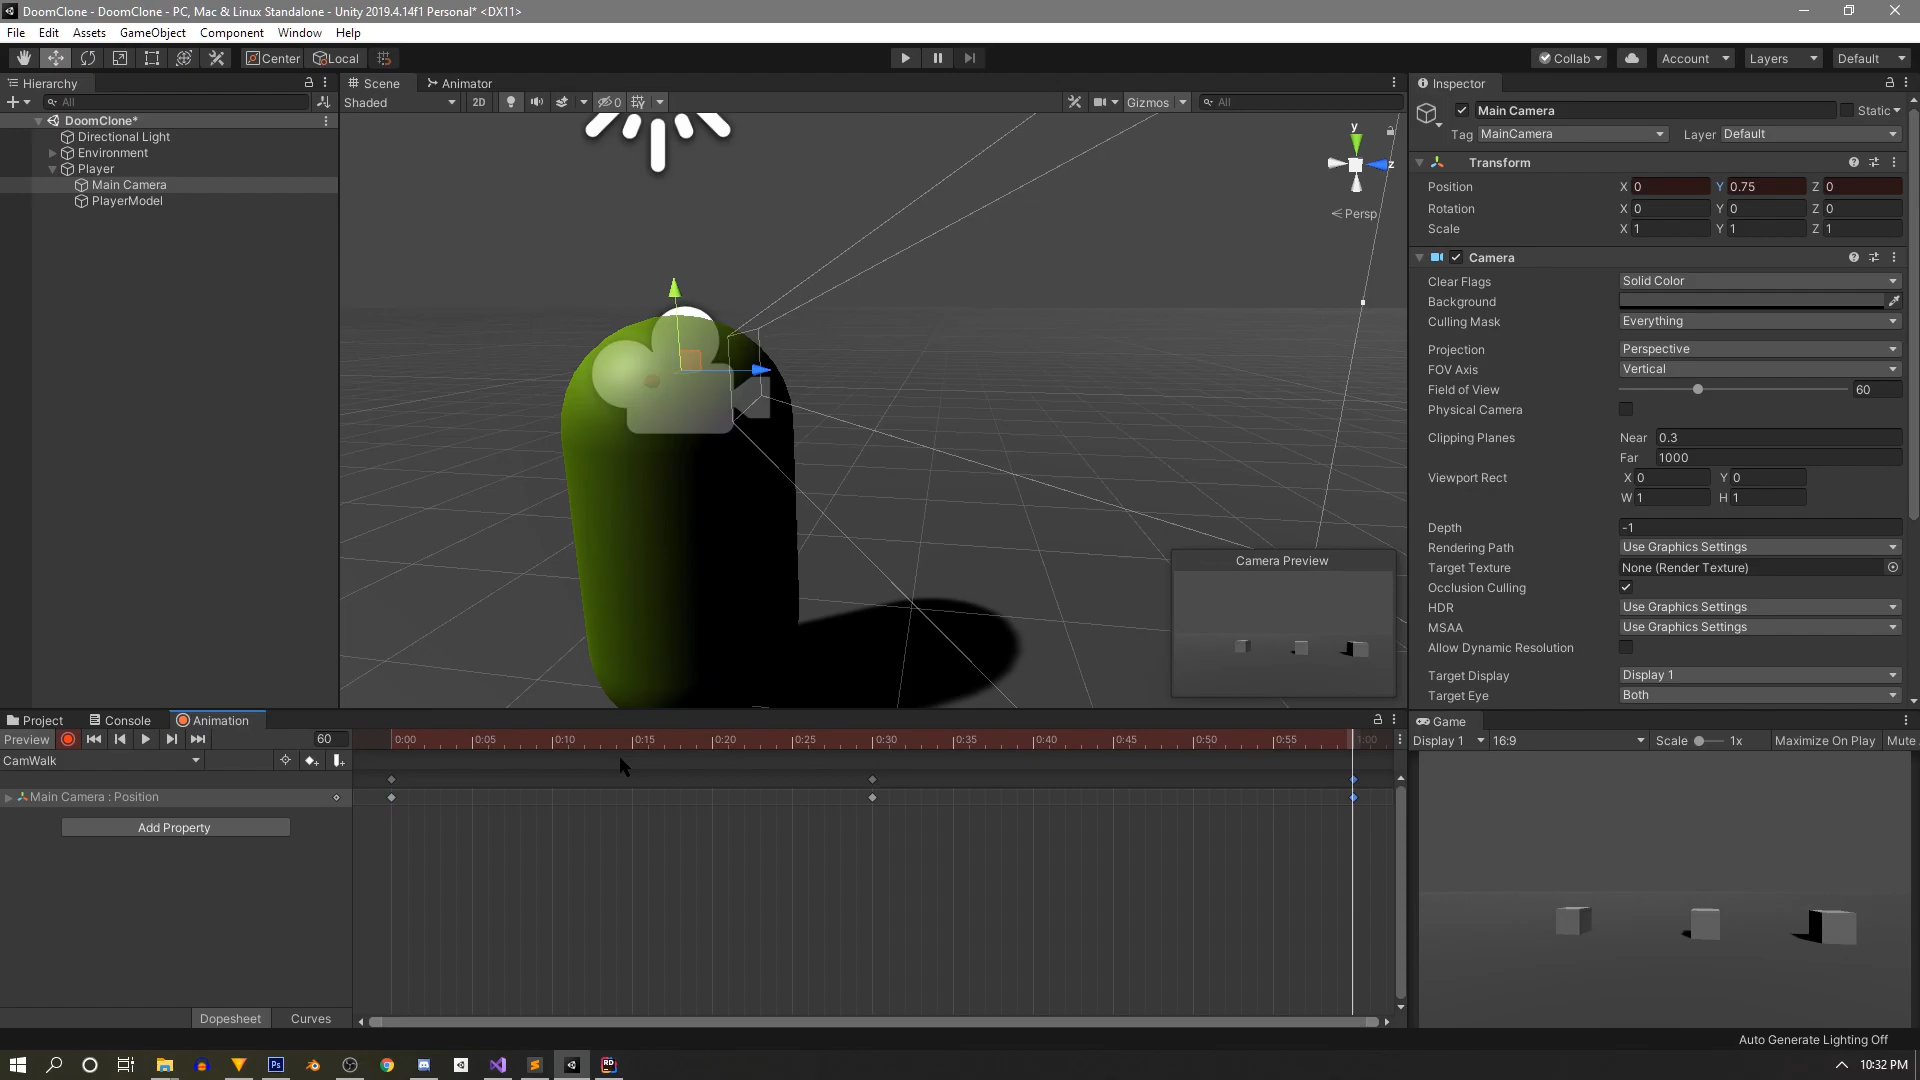 DoomClone - DoomClone - PC, Mac & Linux Standalone - Unity 2019.4.14f1 Personal* <DX11>
File Edit Assets GameObject Component Window Help
Center Local Collab Account Layers Default
Hierarchy Scene Animator Inspector
All Shaded 2D 0 Gizmos All Main Camera Static
Tag MainCamera Layer Default
DoomClone*
Directional Light
Environment
Player
Main Camera
PlayerModel
y
z
Persp
Transform
Position X 0 Y 0.75 Z 0
Rotation X 0 Y 0 Z 0
Scale X 1 Y 1 Z 1
Camera
Clear Flags Solid Color
Background
Culling Mask Everything
Projection Perspective
FOV Axis Vertical
Field of View 60
Physical Camera
Clipping Planes Near 0.3
Far 1000
Viewport Rect X 0 Y 0
W 1 H 1
Depth -1
Rendering Path Use Graphics Settings
Target Texture None (Render Texture)
Occlusion Culling
HDR Use Graphics Settings
MSAA Use Graphics Settings
Allow Dynamic Resolution
Target Display Display 1
Target Eye Both
Camera Preview
Project Console Animation
Preview 60 0:00 0:05 0:10 0:15 0:20 0:25 0:30 0:35 0:40 0:45 0:50 0:55 1:00
CamWalk
Main Camera : Position
Add Property
Dopesheet Curves
Game
Display 1 16:9 Scale 1x Maximize On Play Mute
Auto Generate Lighting Off
Ps RD
10:32 PM